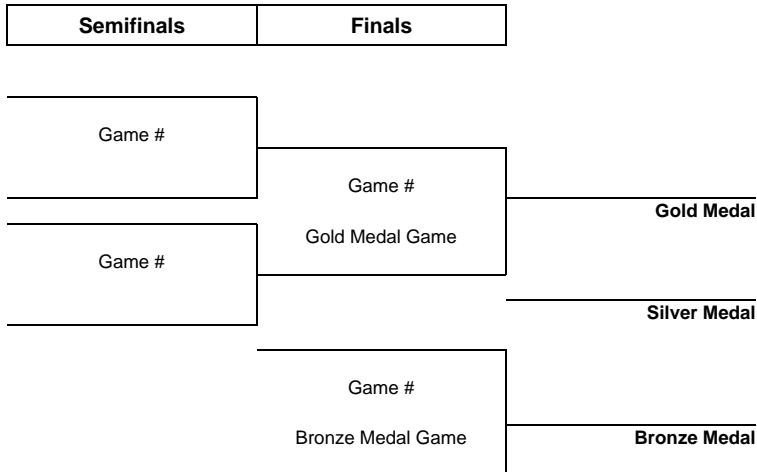 Semifinals Finals
Game #
Game #
Gold Medal
Gold Medal Game
Game #
Silver Medal
Game #
Bronze Medal Game Bronze Medal